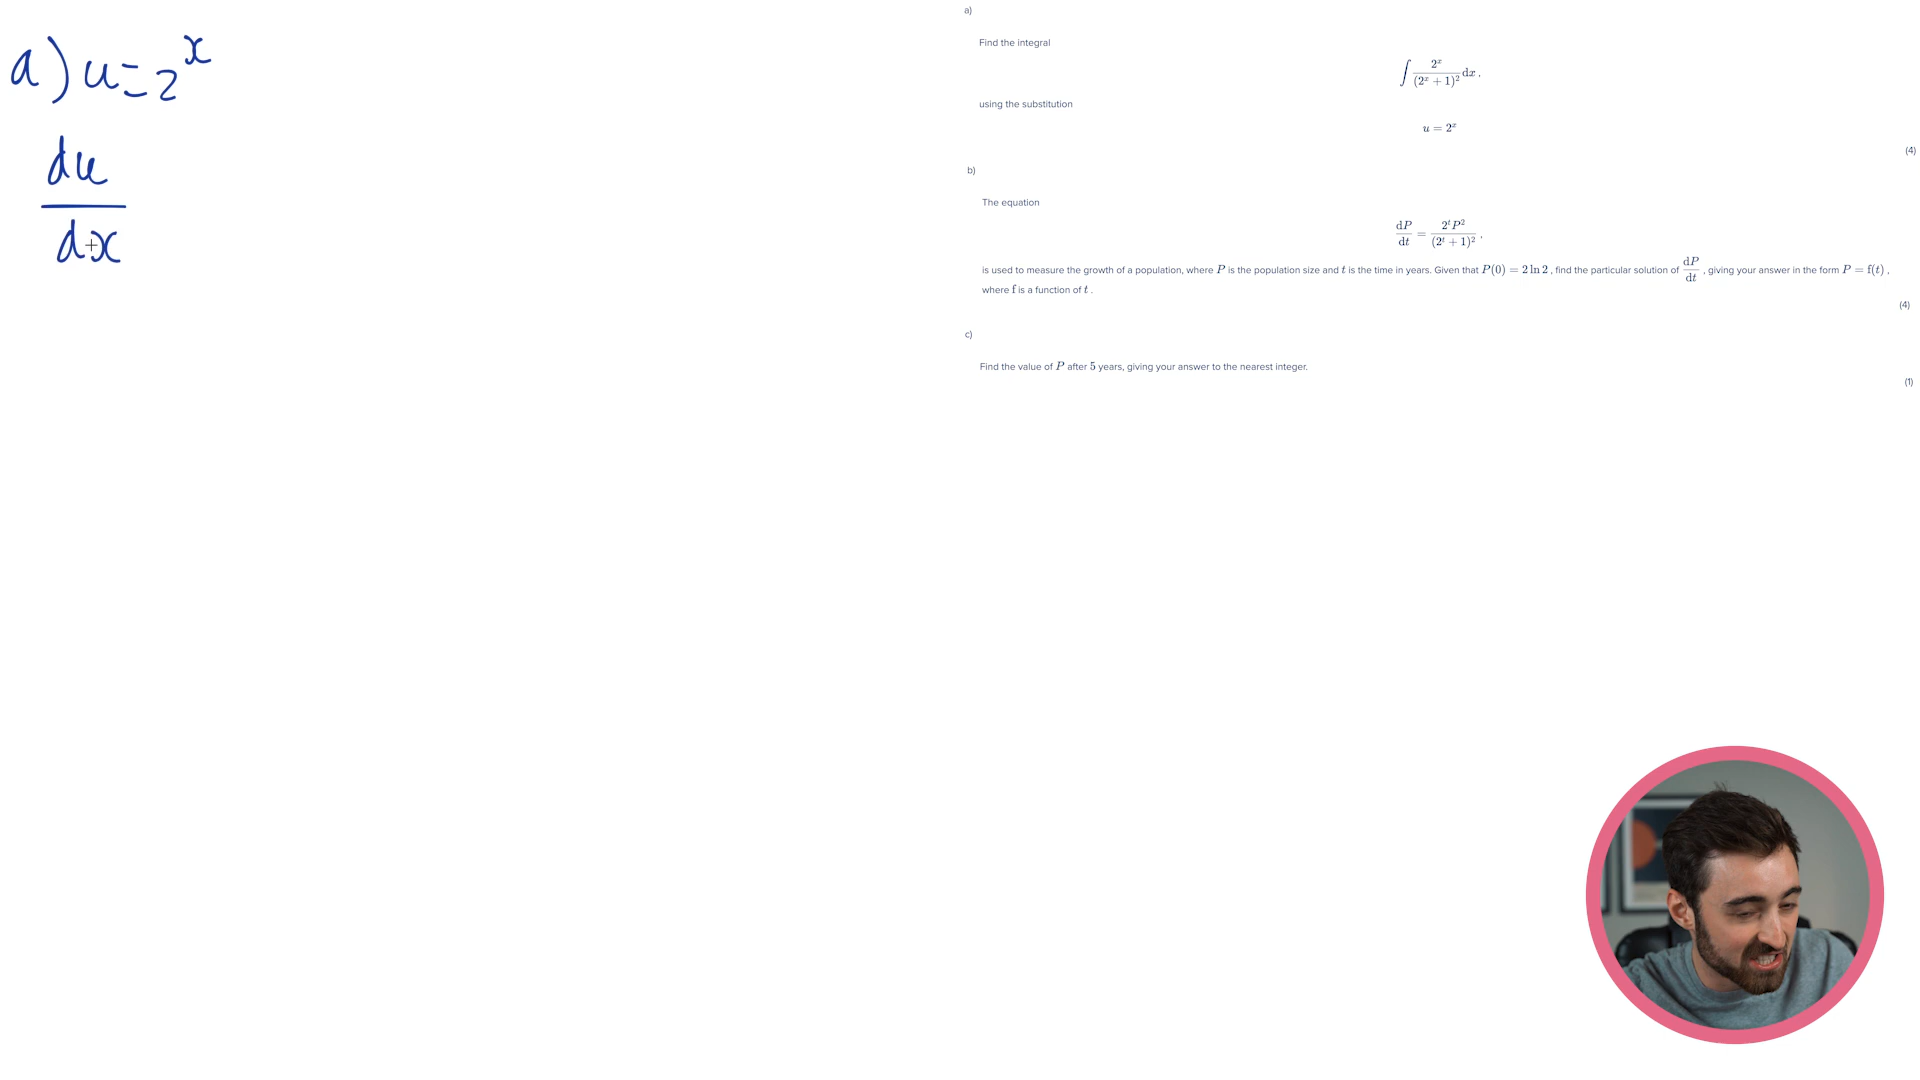 a) u = 2^x
du
dx
a)
Find the integral
∫ 2^x / (2^x + 1)^2 dx .
using the substitution
u = 2^x
(4)
b)
The equation
dP/dt = 2^t P^2 / (2^t + 1)^2 .
is used to measure the growth of a population, where P is the population size and t is the time in years. Given that P(0) = 2 ln 2 , find the particular solution of dP/dt , giving your answer in the form P = f(t) ,
where f is a function of t .
(4)
c)
Find the value of P after 5 years, giving your answer to the nearest integer.
(1)